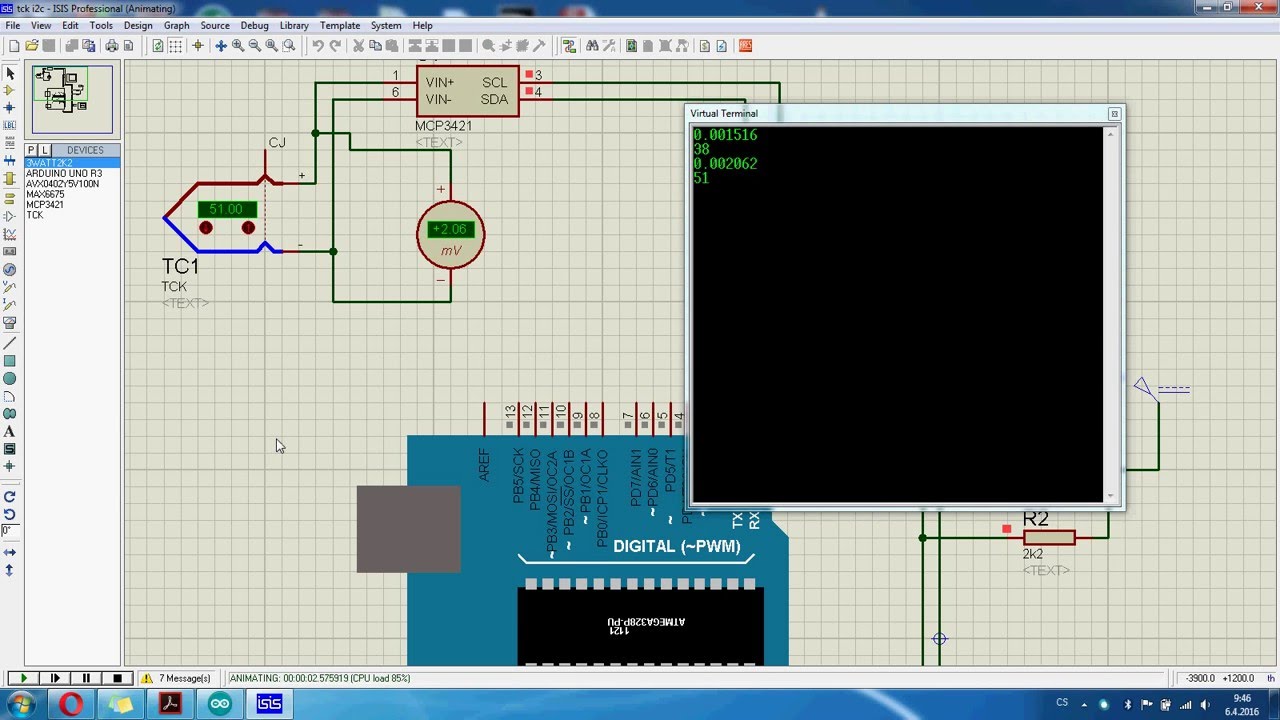 tck i2c - ISIS Professional (Animating)
File View Edit Tools Design Graph Source Debug Library Template System Help
P L DEVICES
3WATT2K2
ARDUINO UNO R3
AVX0402Y5V100N
MAX6675
MCP3421
TCK
1 VIN+ SCL 3
6 VIN- SDA 4
MCP3421
<TEXT>
CJ
+
51.00
-
TC1
TCK
<TEXT>
+
+2.06
mV
−
Virtual Terminal
0.001516
38
0.002062
51
13 12 11 10 9 8 7 6 5 4
AREF
PB5/SCK
PB4/MISO
~ PB3/MOSI/OC2A
~ PB2/SS/OC1B
~ PB1/OC1A
PB0/ICP1/CLKO
PD7/AIN1
~ PD6/AIN0
~ PD5/T1
TX
RX
DIGITAL (~PWM)
ATMEGA328P-PU
1121
R2
2k2
<TEXT>
LBL
A
0°
7 Message(s)
ANIMATING: 00:00:02.575919 (CPU load 85%)
-3900.0 +1200.0 th
isis
CS
9:46
6.4.2016